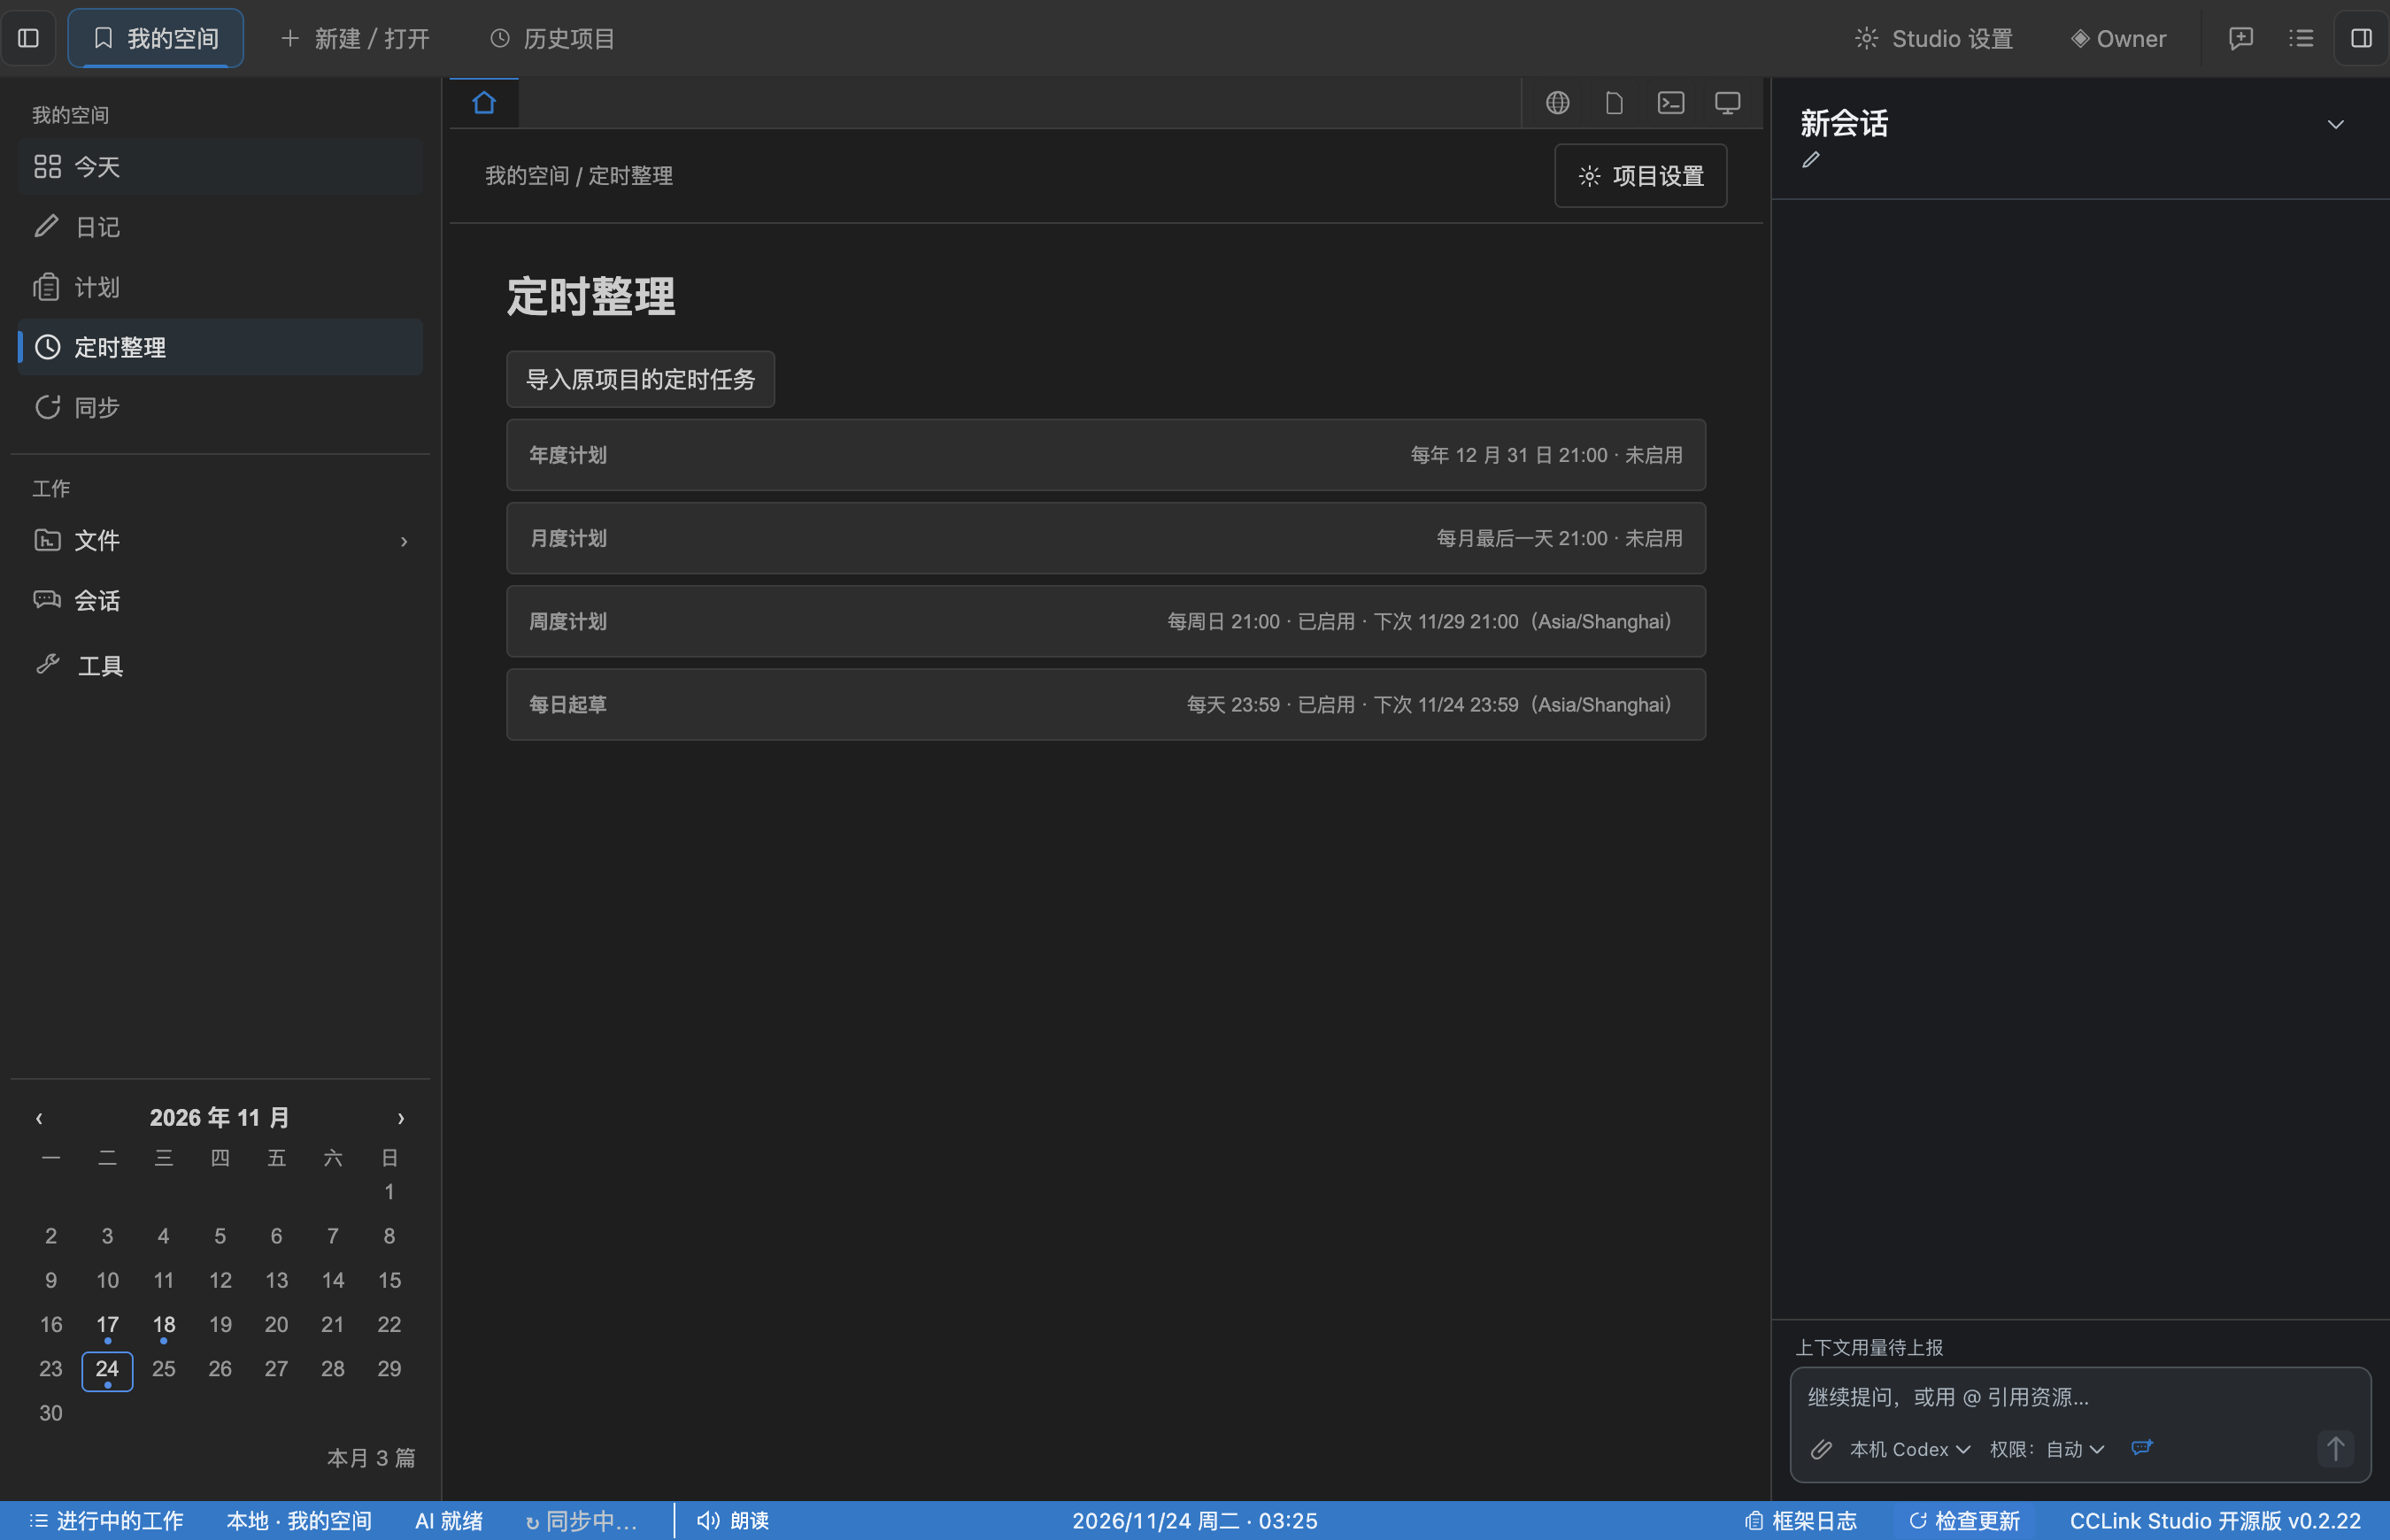 我的空间
新建 / 打开
历史项目
Studio 设置
Owner
我的空间
今天
日记
计划
定时整理
同步
工作
文件
会话
工具
2026 年 11 月
一 二 三 四 五 六 日
1
2 3 4 5 6 7 8
9 10 11 12 13 14 15
16 17 18 19 20 21 22
23 24 25 26 27 28 29
30
本月 3 篇
我的空间 / 定时整理
项目设置
定时整理
导入原项目的定时任务
年度计划 每年 12 月 31 日 21:00 · 未启用
月度计划 每月最后一天 21:00 · 未启用
周度计划 每周日 21:00 · 已启用 · 下次 11/29 21:00（Asia/Shanghai）
每日起草 每天 23:59 · 已启用 · 下次 11/24 23:59（Asia/Shanghai）
新会话
上下文用量待上报
继续提问，或用 @ 引用资源...
本机 Codex 权限：自动
进行中的工作 本地 · 我的空间 AI 就绪 同步中... 朗读 2026/11/24 周二 · 03:25 框架日志 检查更新 CCLink Studio 开源版 v0.2.22